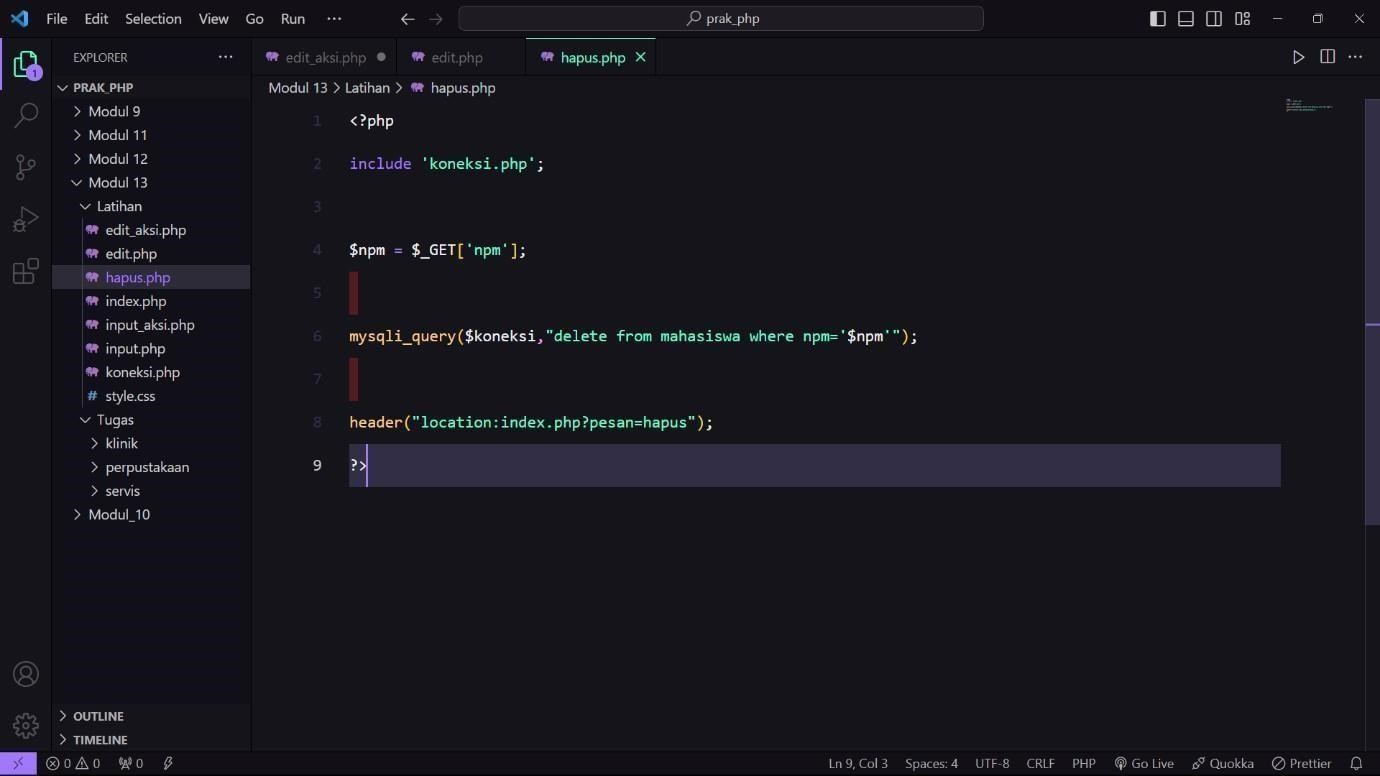 File Edit Selection View Go Run ··· prak_php
EXPLORER ···
PRAK_PHP
Modul 9
Modul 11
Modul 12
Modul 13
Latihan
edit_aksi.php
edit.php
hapus.php
index.php
input_aksi.php
input.php
koneksi.php
# style.css
Tugas
klinik
perpustakaan
servis
Modul_10
OUTLINE
TIMELINE
1
edit_aksi.php edit.php hapus.php
Modul 13 > Latihan > hapus.php
1 <?php
2 include 'koneksi.php';
3
4 $npm = $_GET['npm'];
5
6 mysqli_query($koneksi,"delete from mahasiswa where npm='$npm'");
7
8 header("location:index.php?pesan=hapus");
9 ?>
0 0 0 Ln 9, Col 3 Spaces: 4 UTF-8 CRLF PHP Go Live Quokka Prettier